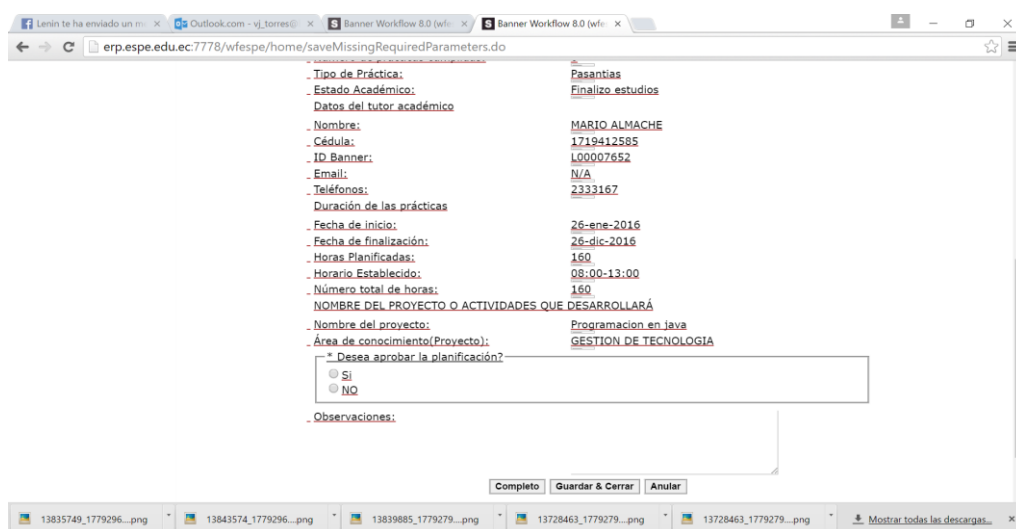 Lenin te ha enviado un m
Outlook.com - vj_torres@
Banner Workflow 8.0 (wfe
Banner Workflow 8.0 (wfe
erp.espe.edu.ec:7778/wfespe/home/saveMissingRequiredParameters.do
Tipo de Práctica: Pasantias
Estado Académico: Finalizo estudios
Datos del tutor académico
Nombre: MARIO ALMACHE
Cédula: 1719412585
ID Banner: L00007652
Email: N/A
Teléfonos: 2333167
Duración de las prácticas
Fecha de inicio: 26-ene-2016
Fecha de finalización: 26-dic-2016
Horas Planificadas: 160
Horario Establecido: 08:00-13:00
Número total de horas: 160
NOMBRE DEL PROYECTO O ACTIVIDADES QUE DESARROLLARÁ
Nombre del proyecto: Programacion en java
Área de conocimiento(Proyecto): GESTION DE TECNOLOGIA
* Desea aprobar la planificación?
Si
NO
Observaciones:
Completo Guardar & Cerrar Anular
13835749_1779296....png 13843574_1779296....png 13839885_1779279....png 13728463_1779279....png 13728463_1779279....png Mostrar todas las descargas...